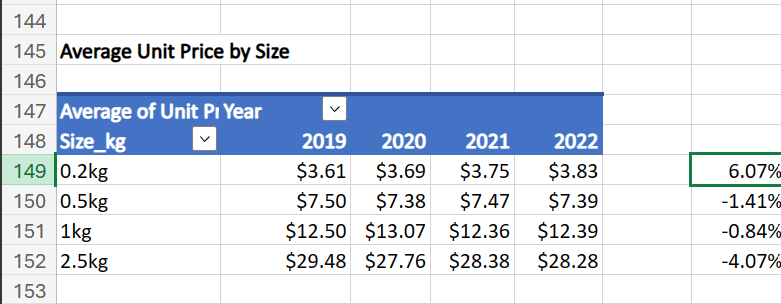 144
145 Average Unit Price by Size
146
147 Average of Unit Pr Year
148 Size_kg 2019 2020 2021 2022
149 0.2kg $3.61 $3.69 $3.75 $3.83 6.07%
150 0.5kg $7.50 $7.38 $7.47 $7.39 -1.41%
151 1kg $12.50 $13.07 $12.36 $12.39 -0.84%
152 2.5kg $29.48 $27.76 $28.38 $28.28 -4.07%
153